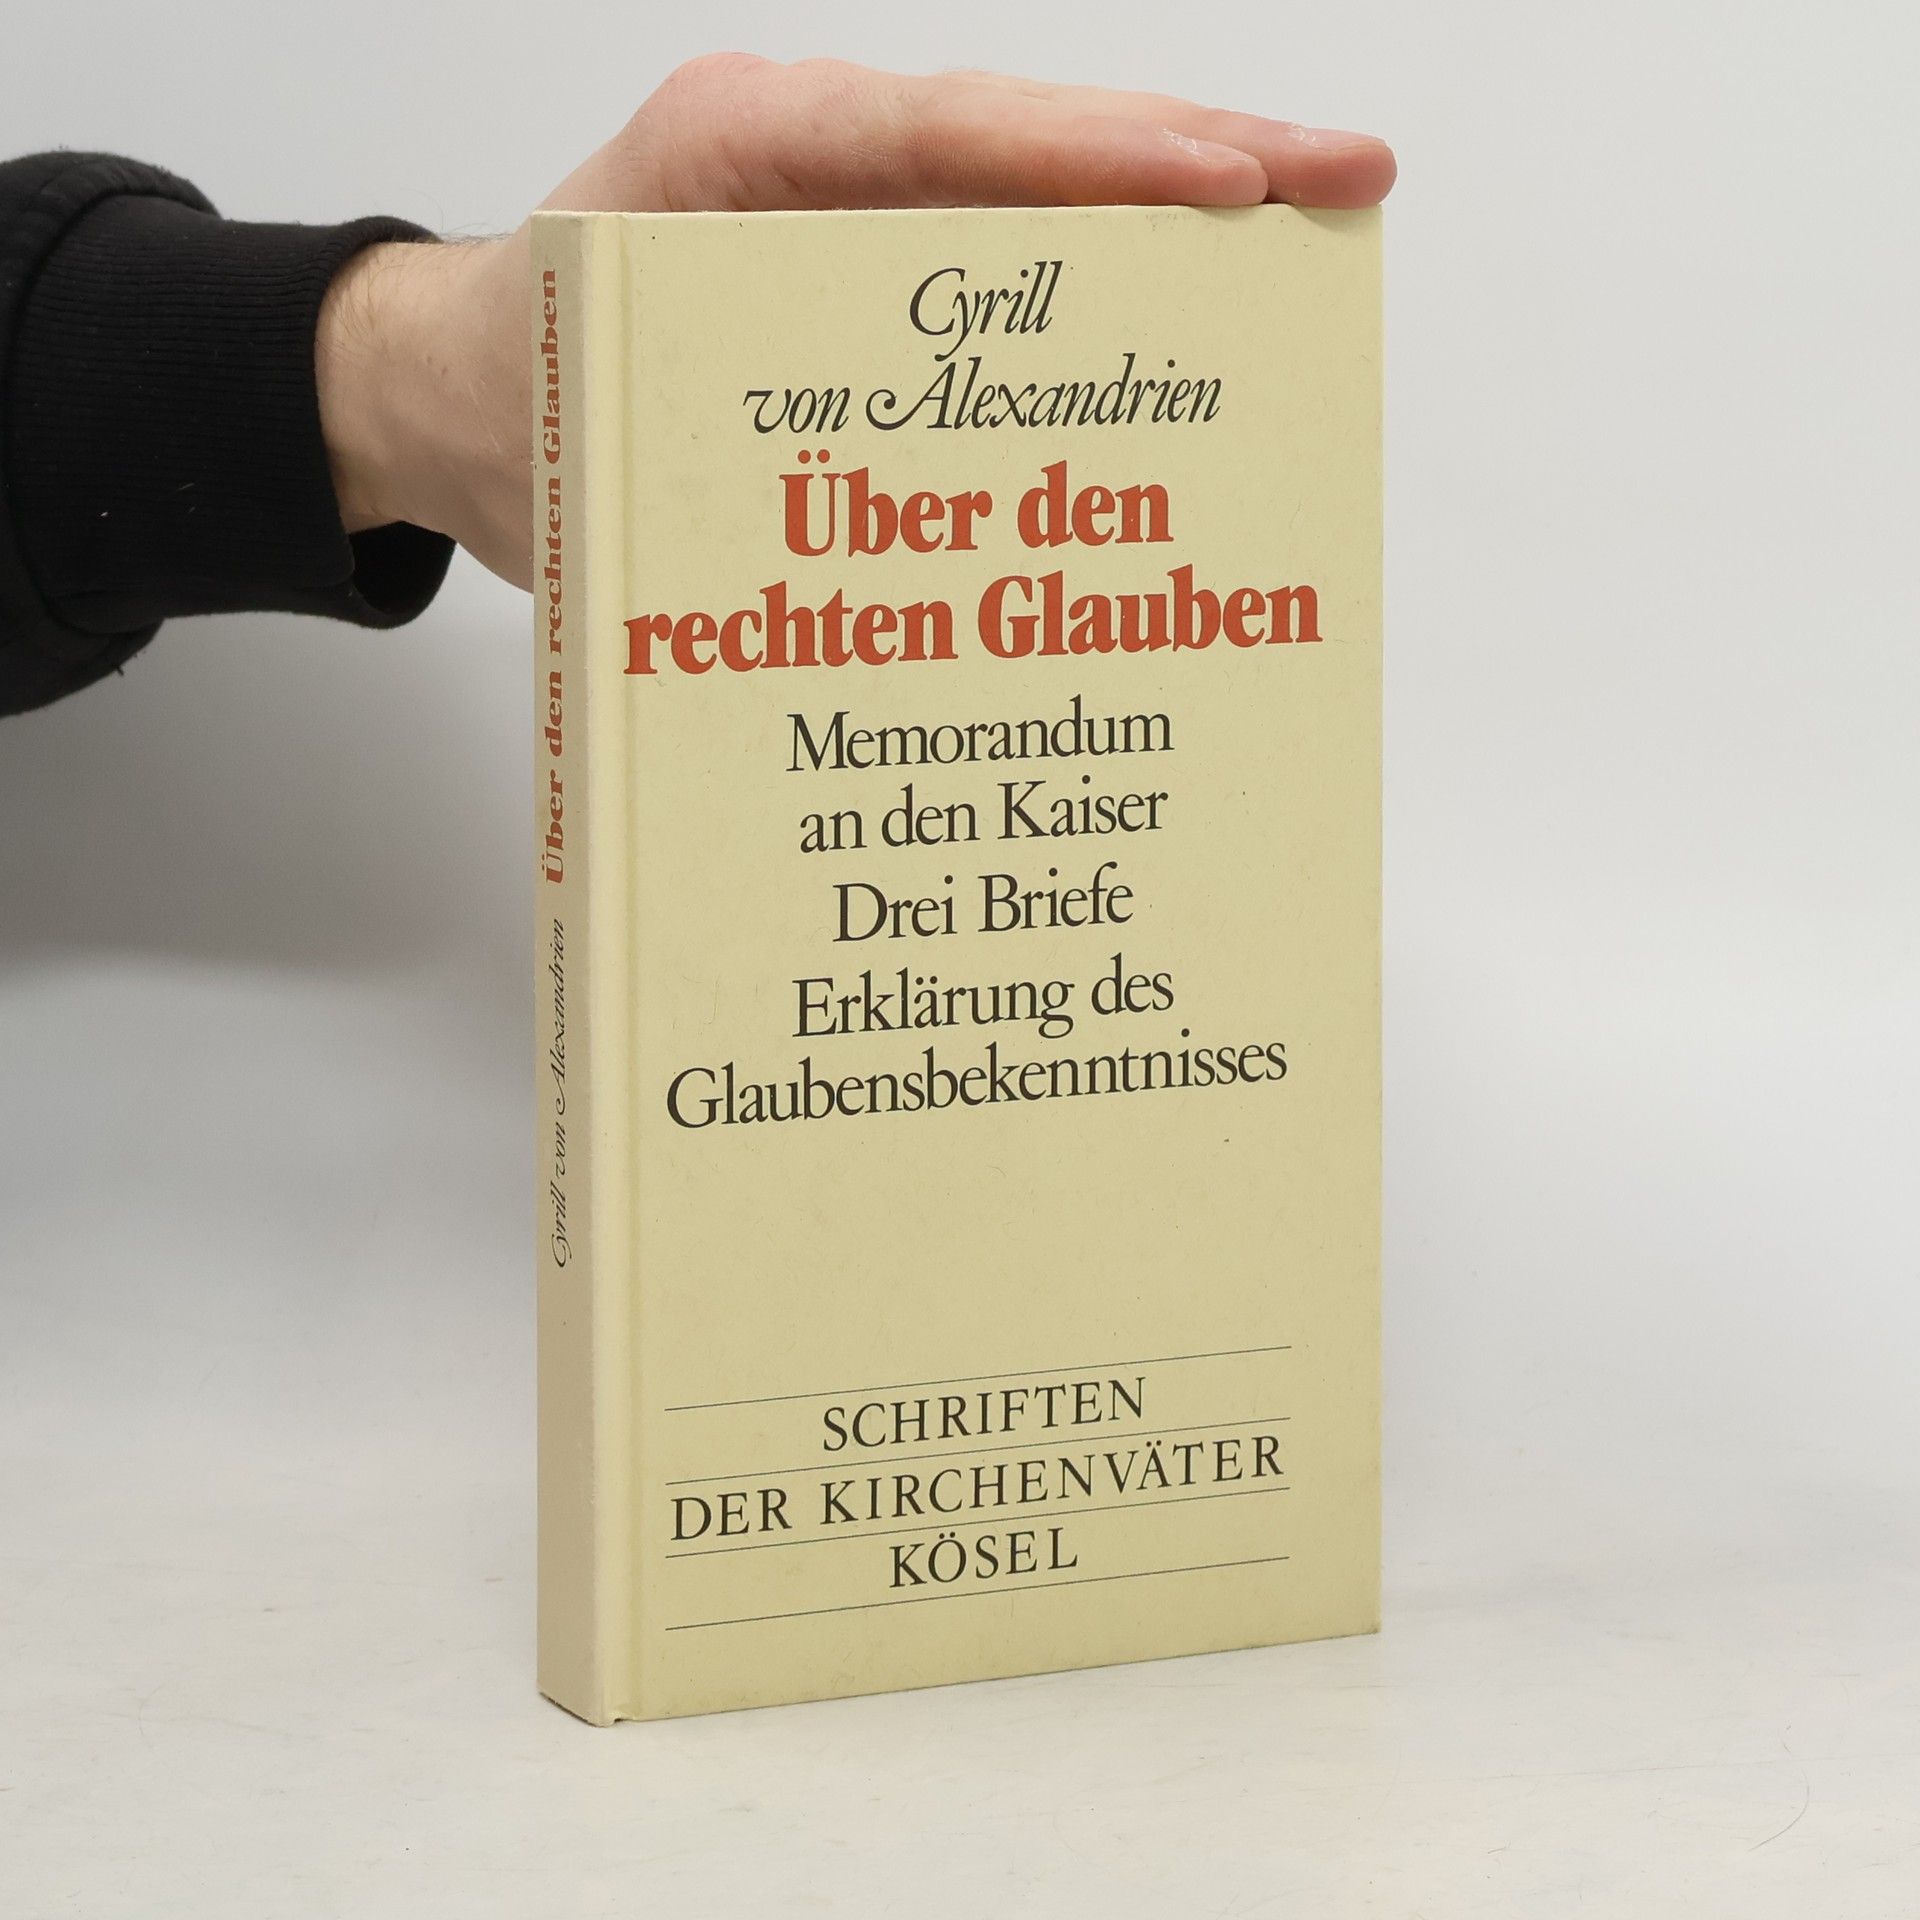 Cyrill
von Alexandrien
Über den
rechten Glauben
Memorandum
an den Kaiser
Drei Briefe
Erklärung des
Glaubensbekenntnisses
SCHRIFTEN
DER KIRCHENVÄTER
KÖSEL
Cyrill von Alexandrien Über den rechten Glauben